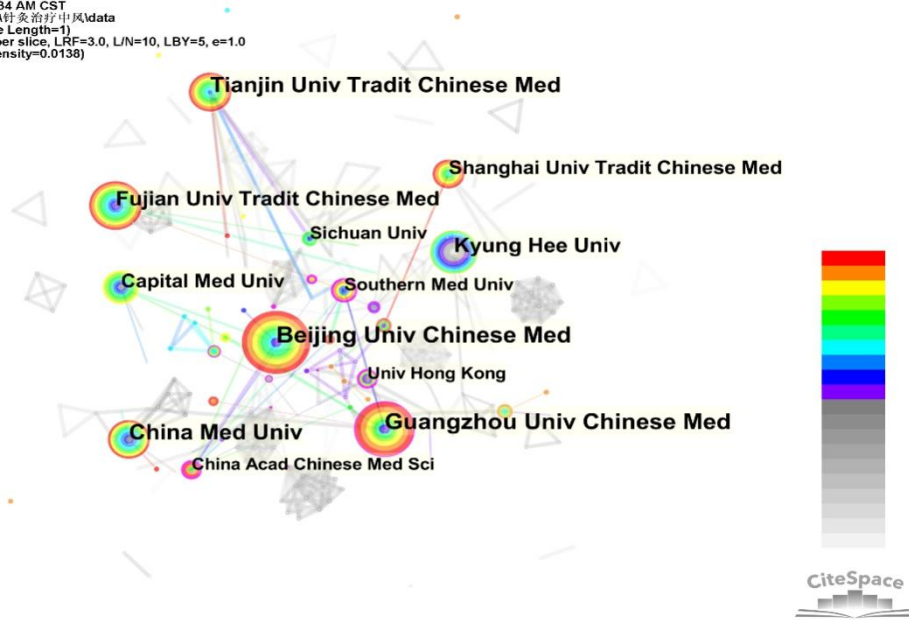 34 AM CST
\针灸治疗中风\data
e Length=1)
per slice, LRF=3.0, L/N=10, LBY=5, e=1.0
ensity=0.0138)
Tianjin Univ Tradit Chinese Med
Shanghai Univ Tradit Chinese Med
Fujian Univ Tradit Chinese Med
Sichuan Univ
Kyung Hee Univ
Capital Med Univ
Southern Med Univ
Beijing Univ Chinese Med
Univ Hong Kong
Guangzhou Univ Chinese Med
China Med Univ
China Acad Chinese Med Sci
CiteSpace